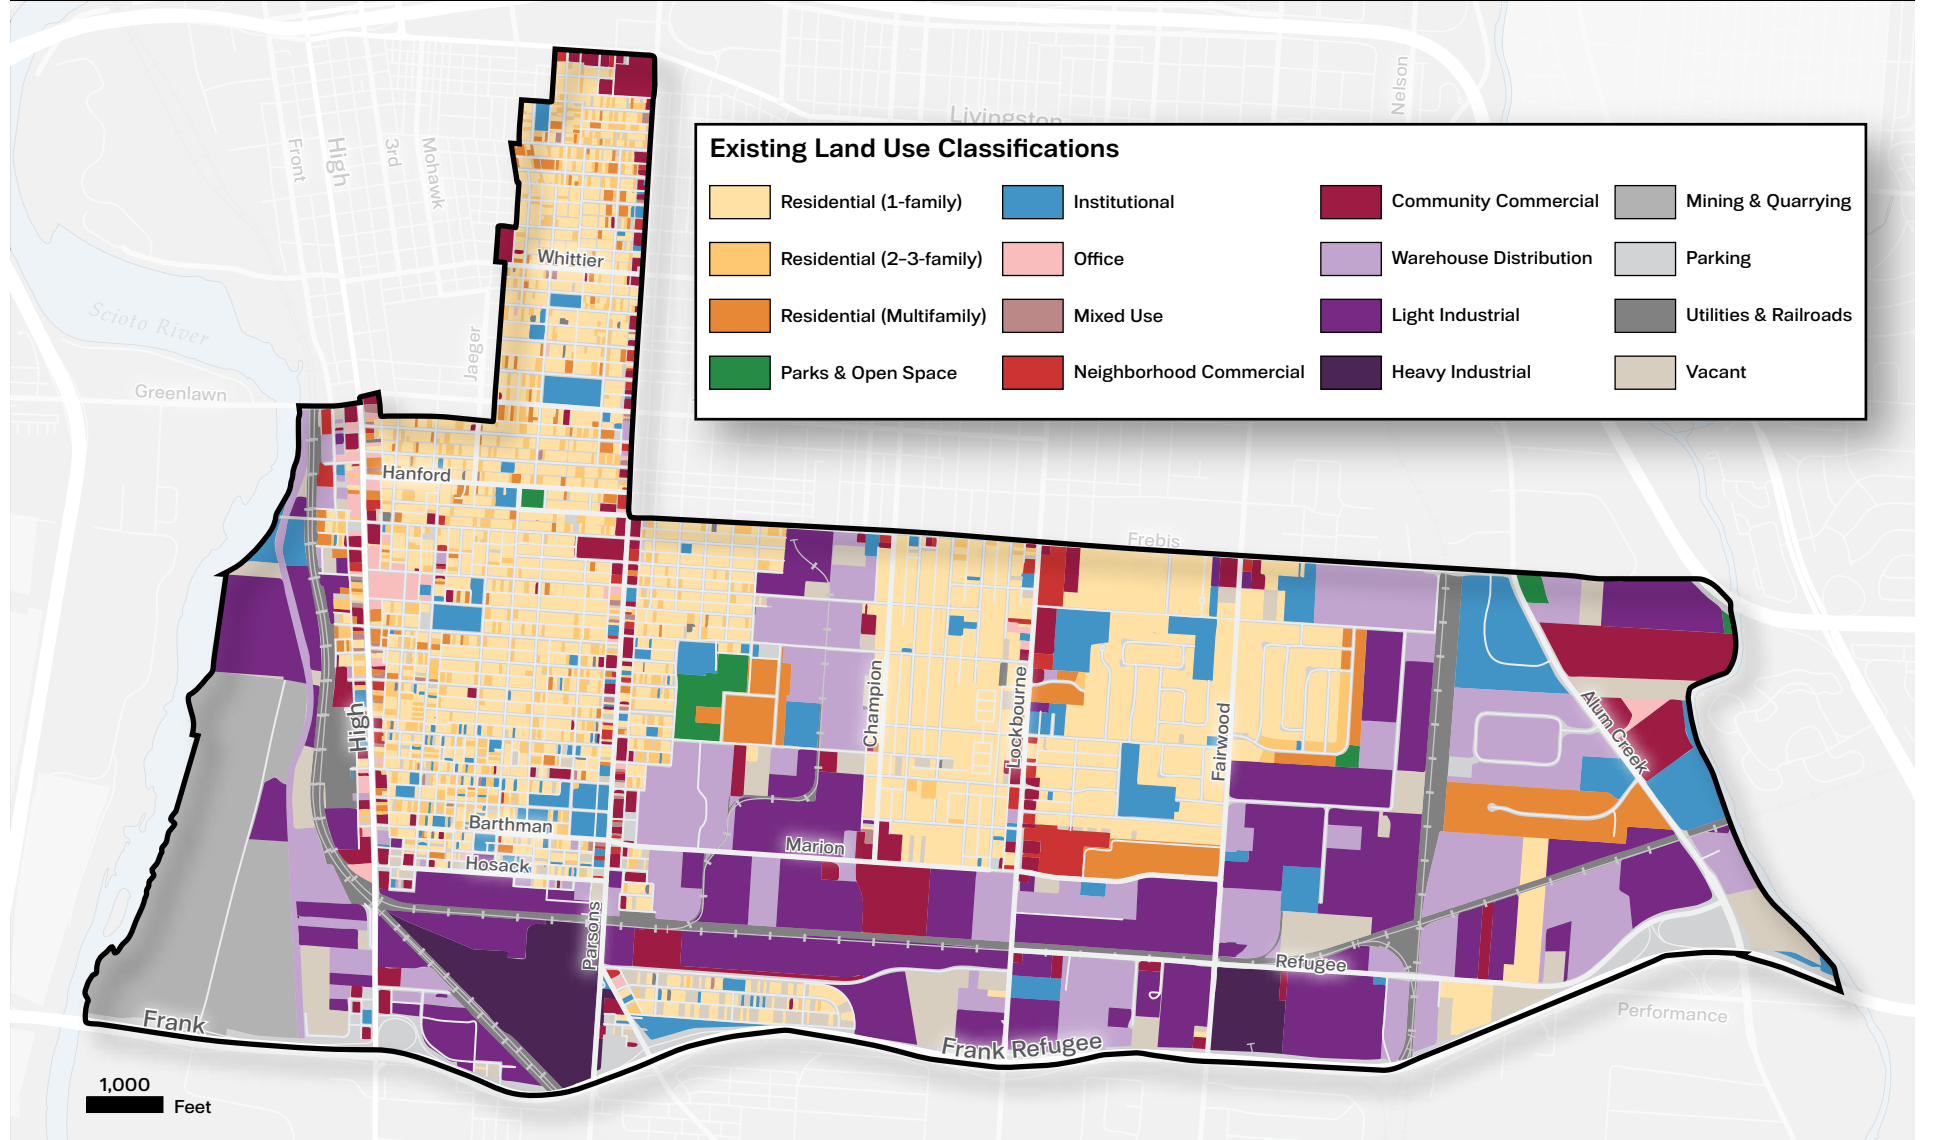 Nelson
Livingston
Front
High
3rd
Mohawk
Existing Land Use Classifications
Residential (1-family)
Institutional
Community Commercial
Mining & Quarrying
Residential (2–3-family)
Office
Warehouse Distribution
Parking
Residential (Multifamily)
Mixed Use
Light Industrial
Utilities & Railroads
Parks & Open Space
Neighborhood Commercial
Heavy Industrial
Vacant
Whittier
Scioto River
Jaeger
Greenlawn
Hanford
Frebis
Champion
Lockbourne
Fairwood
Alum Creek
High
Barthman
Marion
Hosack
Parsons
Refugee
Frank
Performance
Frank Refugee
1,000
Feet